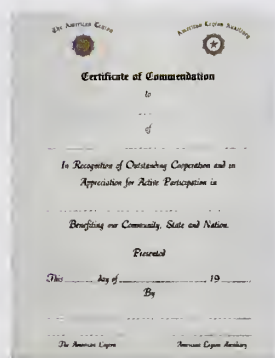 The American Legion
American Legion Auxiliary
Certificate of Commendation
to
of
In Recognition of Outstanding Cooperation and in
Appreciation for Active Participation in
Benefiting our Community, State and Nation.
Presented
This ........ day of ........................ 19 ........
By
The American Legion
American Legion Auxiliary